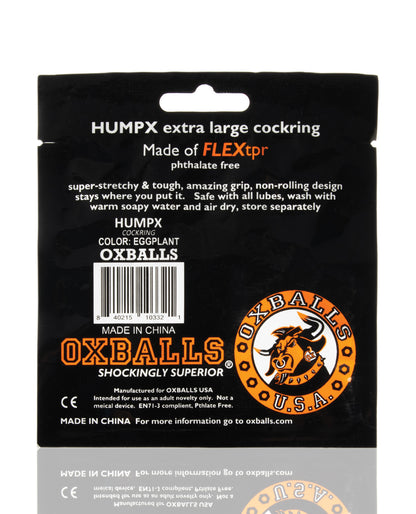 HUMPX extra large cockring
Made of FLEXtpr
phthalate free
super-stretchy & tough, amazing grip, non-rolling design
stays where you put it. Safe with all lubes, wash with
warm soapy water and air dry, store separately
HUMPX
COCKRING
COLOR: EGGPLANT
OXBALLS
8 40215 10332 1
MADE IN CHINA
OXBALLS®
SHOCKINGLY SUPERIOR
OXBALLS
U.S.A.
Manufactured for OXBALLS USA
Intended for use as an adult novelty only. Not a
meical device. EN71-3 compliant, Pthlate Free.
CE
MADE IN CHINA For more information go to oxballs.com